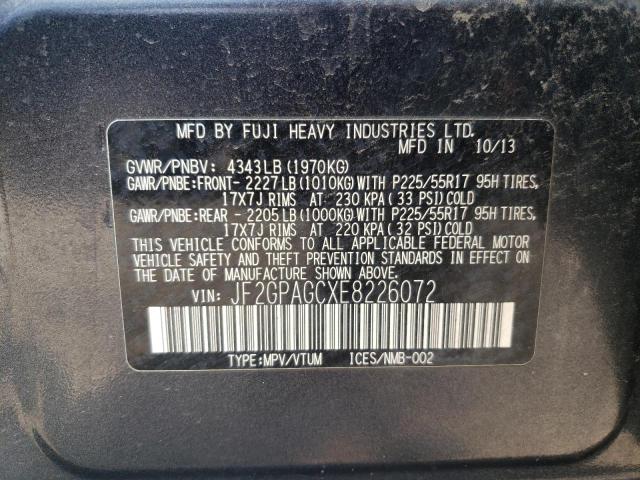 MFD BY FUJI HEAVY INDUSTRIES LTD.
MFD IN 10/13
GVWR/PNBV: 4343LB (1970KG)
GAWR/PNBE:FRONT- 2227LB (1010KG) WITH P225/55R17 95H TIRES,
17X7J RIMS AT 230 KPA (33 PSI) COLD
GAWR/PNBE:REAR - 2205LB (1000KG) WITH P225/55R17 95H TIRES,
17X7J RIMS AT 220 KPA (32 PSI) COLD
THIS VEHICLE CONFORMS TO ALL APPLICABLE FEDERAL MOTOR
VEHICLE SAFETY AND THEFT PREVENTION STANDARDS IN EFFECT
ON THE DATE OF MANUFACTURE SHOWN ABOVE.
VIN: JF2GPAGCXE8226072
TYPE:MPV/VTUM ICES/NMB-002